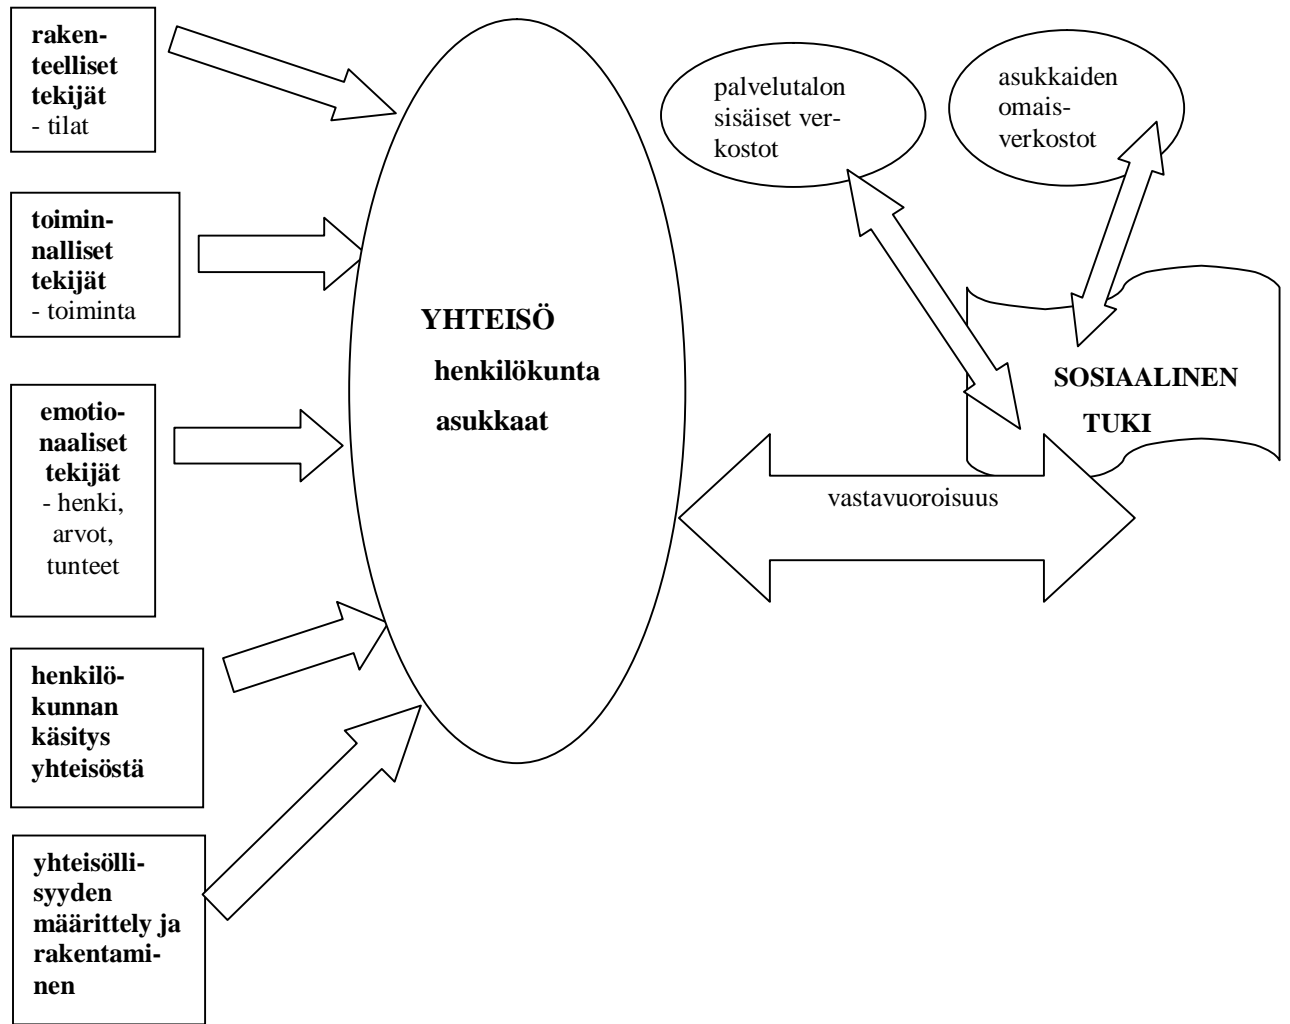 raken-
teelliset
tekijät
- tilat
toimin-
nalliset
tekijät
- toiminta
emotio-
naaliset
tekijät
- henki,
arvot,
tunteet
henkilö-
kunnan
käsitys
yhteisöstä
yhteisölli-
syyden
määrittely ja
rakentami-
nen
YHTEISÖ
henkilökunta
asukkaat
palvelutalon
sisäiset ver-
kostot
asukkaiden
omais-
verkostot
SOSIAALINEN
TUKI
vastavuoroisuus